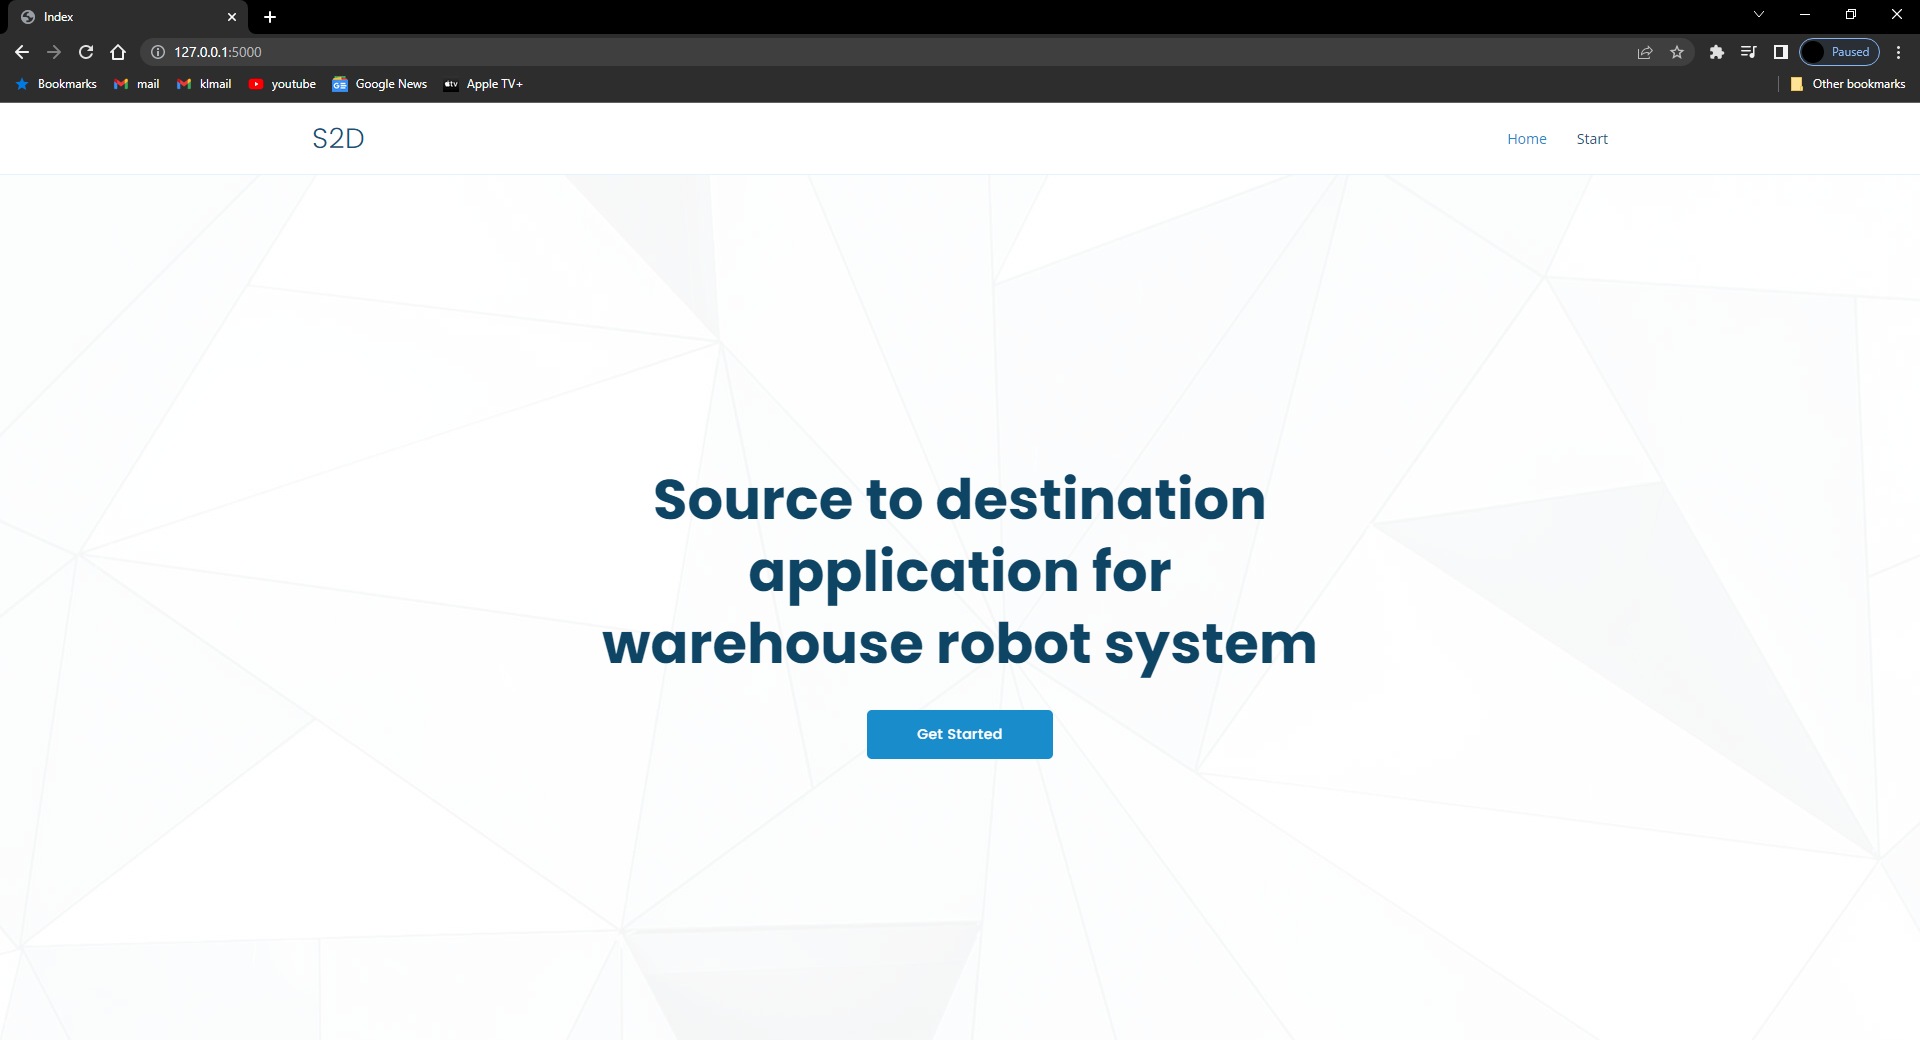 Index
127.0.0.1:5000
Paused
Bookmarks mail klmail youtube Google News Apple TV+ Other bookmarks
S2D Home Start
Source to destination
application for
warehouse robot system
Get Started